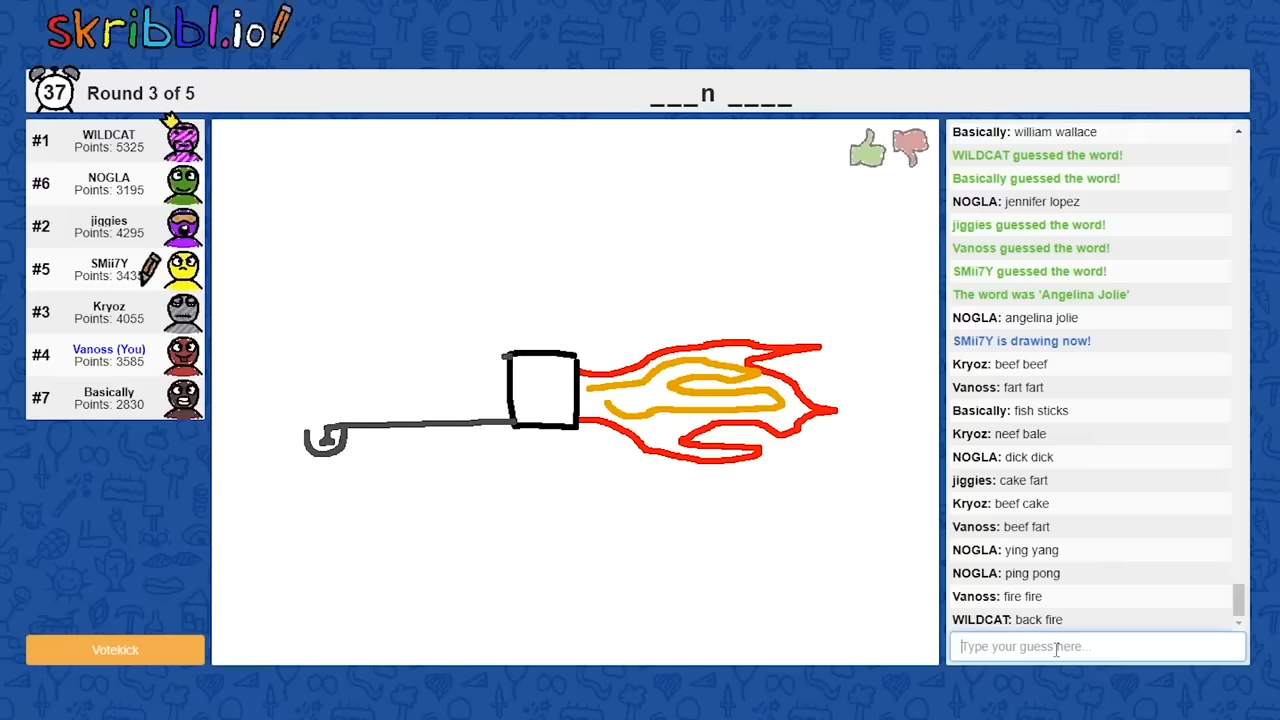 skribbl.io
37
Round 3 of 5
___n ____
#1 WILDCAT
Points: 5325
#6 NOGLA
Points: 3195
#2 jiggies
Points: 4295
#5 SMii7Y
Points: 343
#3 Kryoz
Points: 4055
#4 Vanoss (You)
Points: 3585
#7 Basically
Points: 2830
Votekick
Basically: william wallace
WILDCAT guessed the word!
Basically guessed the word!
NOGLA: jennifer lopez
jiggies guessed the word!
Vanoss guessed the word!
SMii7Y guessed the word!
The word was 'Angelina Jolie'
NOGLA: angelina jolie
SMii7Y is drawing now!
Kryoz: beef beef
Vanoss: fart fart
Basically: fish sticks
Kryoz: neef bale
NOGLA: dick dick
jiggies: cake fart
Kryoz: beef cake
Vanoss: beef fart
NOGLA: ying yang
NOGLA: ping pong
Vanoss: fire fire
WILDCAT: back fire
Type your guess here...